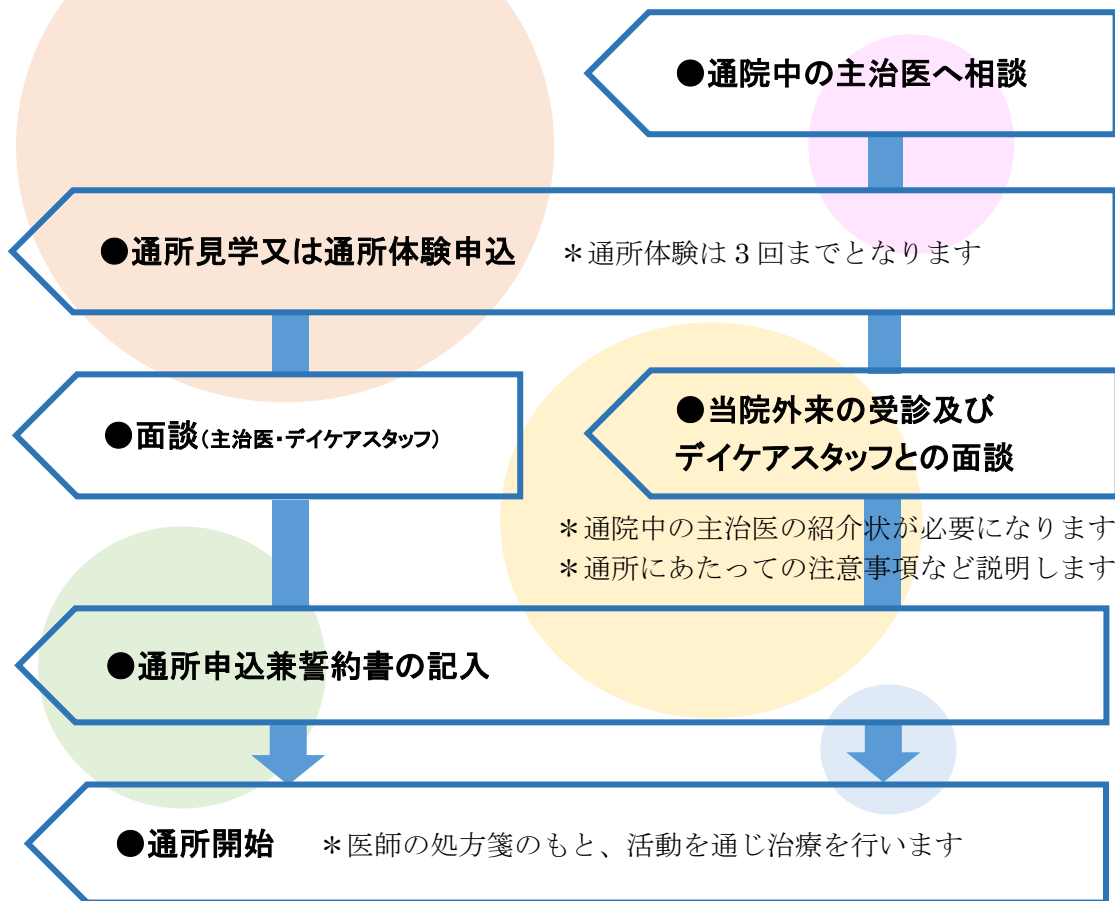 ●通院中の主治医へ相談
●通所見学又は通所体験申込 ＊通所体験は3回までとなります
●面談(主治医・デイケアスタッフ)
●当院外来の受診及び
デイケアスタッフとの面談
＊通院中の主治医の紹介状が必要になります
＊通所にあたっての注意事項など説明します
●通所申込兼誓約書の記入
●通所開始 ＊医師の処方箋のもと、活動を通じ治療を行います